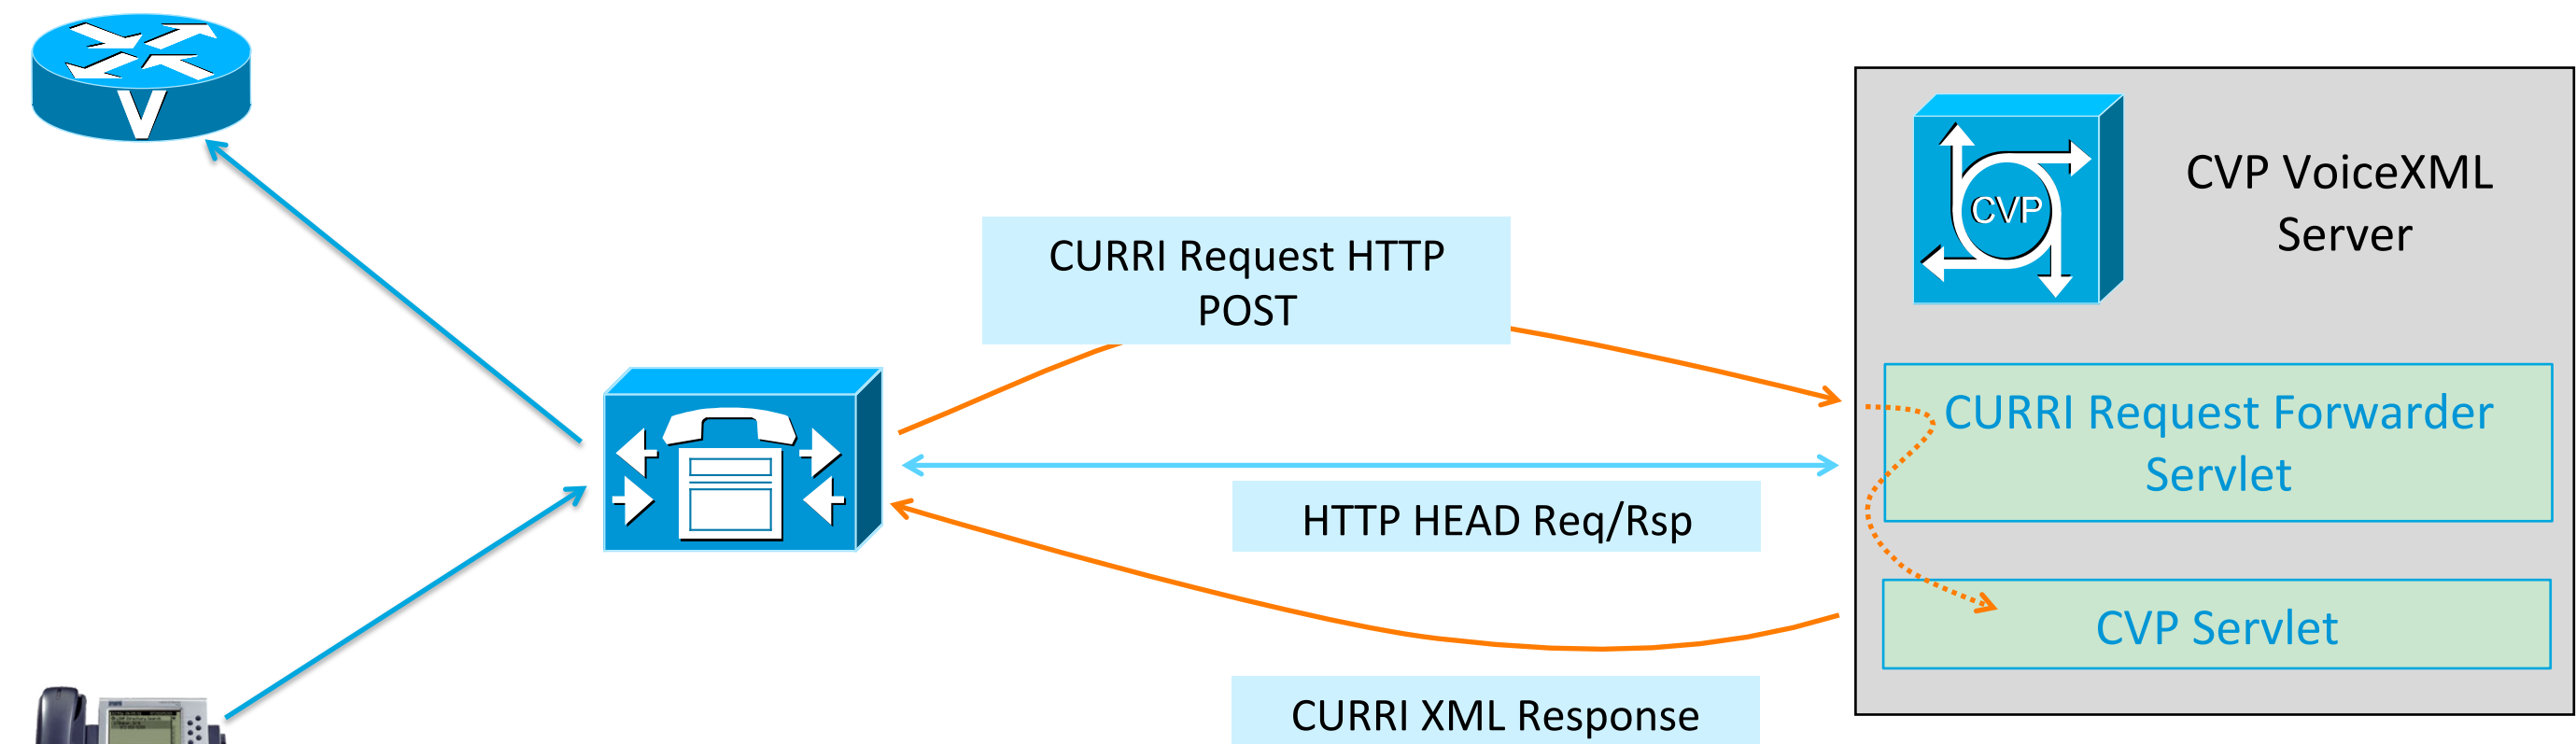 V
CURRI Request HTTP
POST
CVP
CVP VoiceXML
Server
CURRI Request Forwarder
Servlet
HTTP HEAD Req/Rsp
CVP Servlet
CURRI XML Response